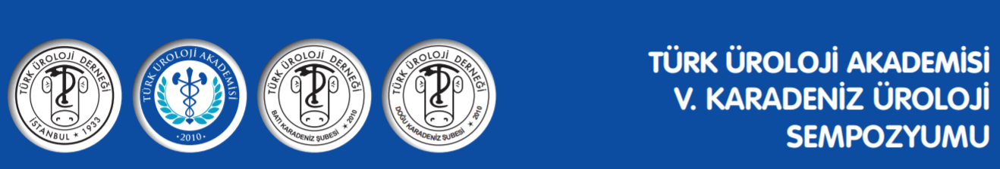 TÜRK ÜROLOJİ DERNEĞİ
İSTANBUL ★ 1933
TÜRK ÜROLOJİ AKADEMİSİ
·2010·
TÜRK ÜROLOJİ DERNEĞİ
BATI KARADENİZ ŞUBESİ ★ 2010
TÜRK ÜROLOJİ DERNEĞİ
DOĞU KARADENİZ ŞUBESİ ★ 2010
TÜRK ÜROLOJİ AKADEMİSİ
V. KARADENİZ ÜROLOJİ
SEMPOZYUMU